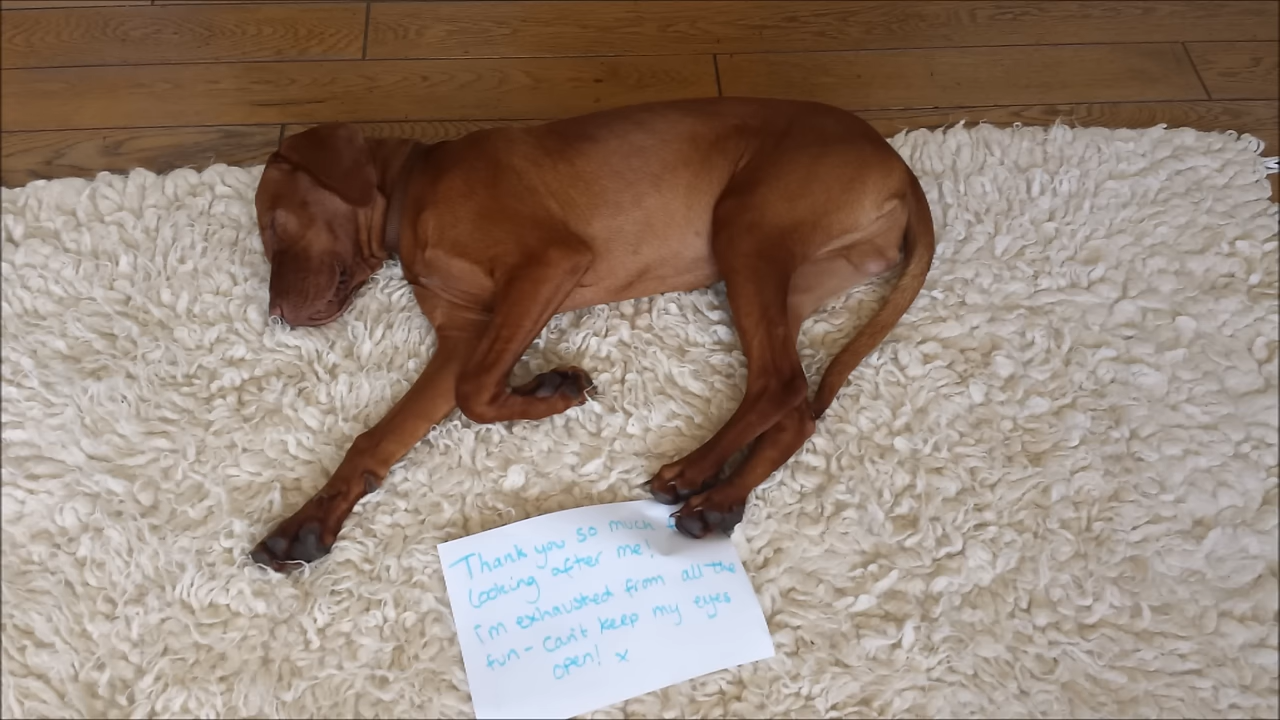 Thank you so much
Looking after me!
I'm exhausted from all the
fun - can't keep my eyes
open! x